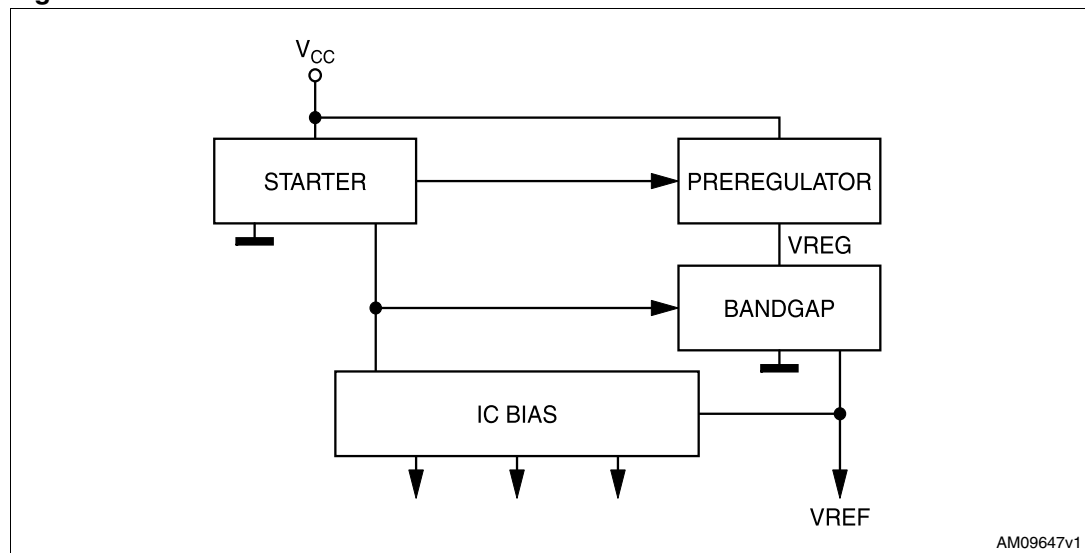 V_CC
STARTER
PREREGULATOR
VREG
BANDGAP
IC BIAS
VREF
AM09647v1